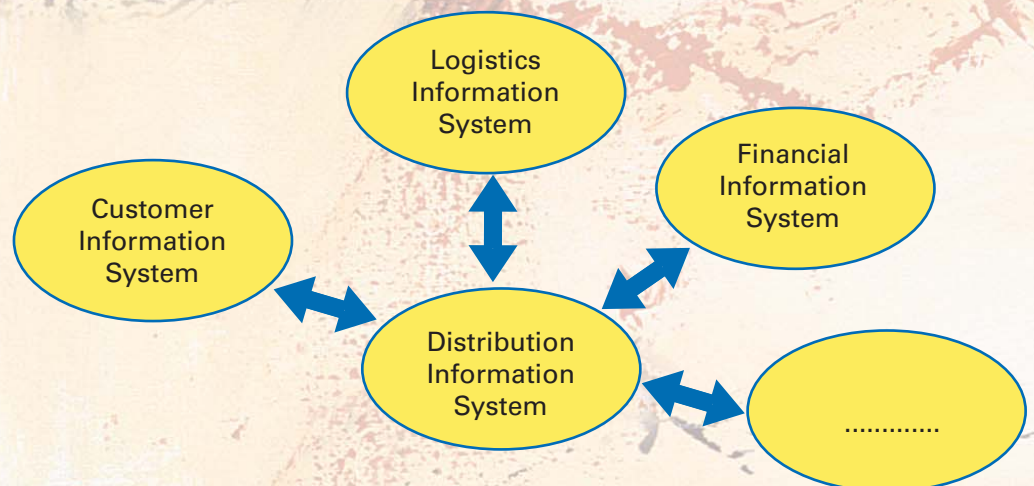 Logistics
Information
System
Financial
Information
System
Customer
Information
System
Distribution
Information
System
.............